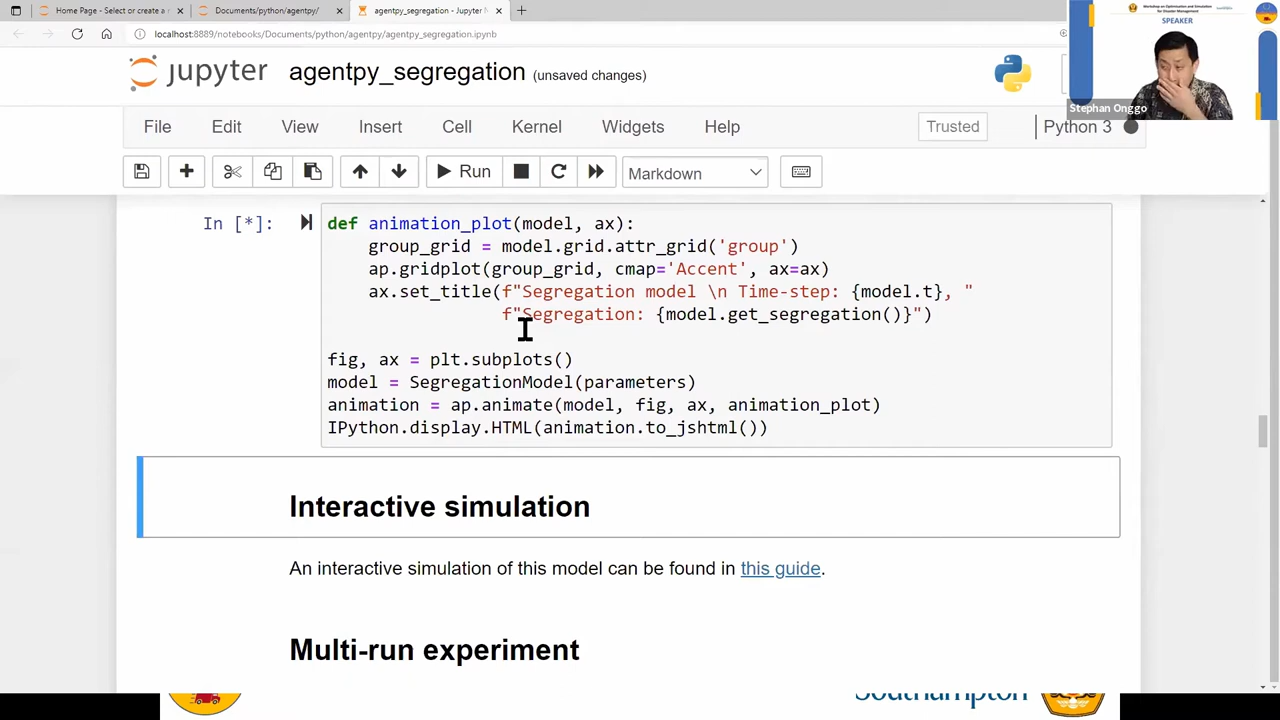 Home Page - Select or create a n
Documents/python/agentpy/
agentpy_segregation - Jupyter N
localhost:8889/notebooks/Documents/python/agentpy/agentpy_segregation.ipynb
Workshop on Optimisation and Simulation
for Disaster Management
SPEAKER
Stephan Onggo
jupyter
agentpy_segregation
(unsaved changes)
File
Edit
View
Insert
Cell
Kernel
Widgets
Help
Trusted
Python 3
Run
Markdown
In [*]:
def animation_plot(model, ax):
group_grid = model.grid.attr_grid('group')
ap.gridplot(group_grid, cmap='Accent', ax=ax)
ax.set_title(f"Segregation model \n Time-step: {model.t}, "
f"Segregation: {model.get_segregation()}")
fig, ax = plt.subplots()
model = SegregationModel(parameters)
animation = ap.animate(model, fig, ax, animation_plot)
IPython.display.HTML(animation.to_jshtml())
Interactive simulation
An interactive simulation of this model can be found in this guide.
Multi-run experiment
Southampton